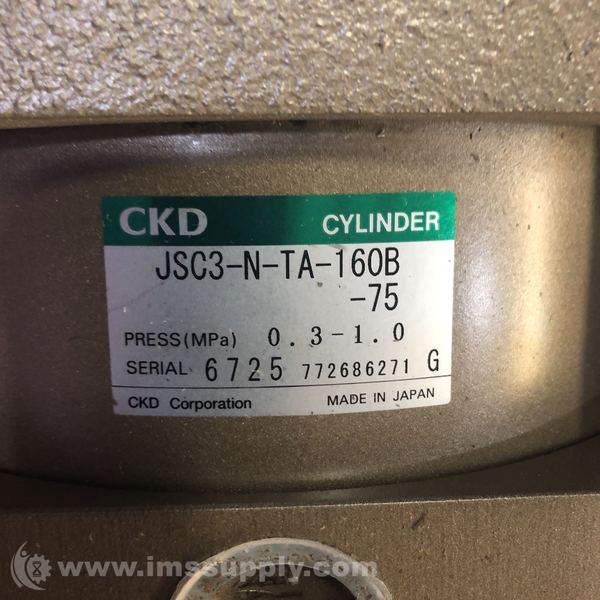 CKD CYLINDER
JSC3-N-TA-160B
-75
PRESS(MPa) 0.3-1.0
SERIAL 6725 772686271 G
CKD Corporation MADE IN JAPAN
www.imssupply.com